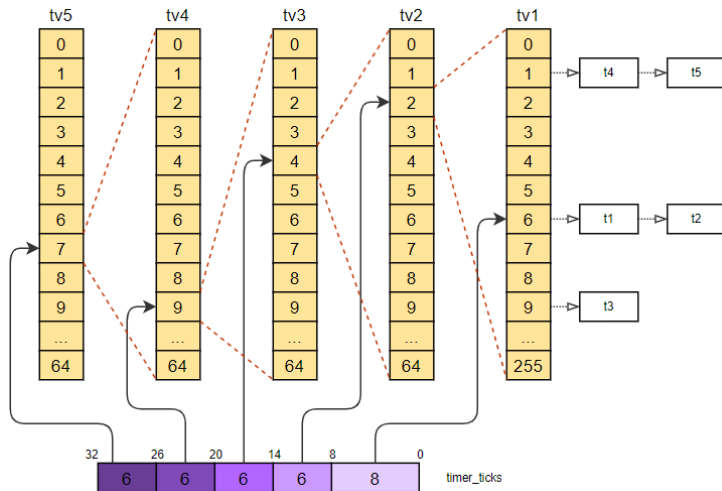 tv5 tv4 tv3 tv2 tv1
0 0 0 0 0
1 1 1 1 1 t4 t5
2 2 2 2 2
3 3 3 3 3
4 4 4 4 4
5 5 5 5 5
6 6 6 6 6 t1 t2
7 7 7 7 7
8 8 8 8 8
9 9 9 9 9 t3
... ... ... ... ...
64 64 64 64 255
32 26 20 14 8 0
6 6 6 6 8 timer_ticks